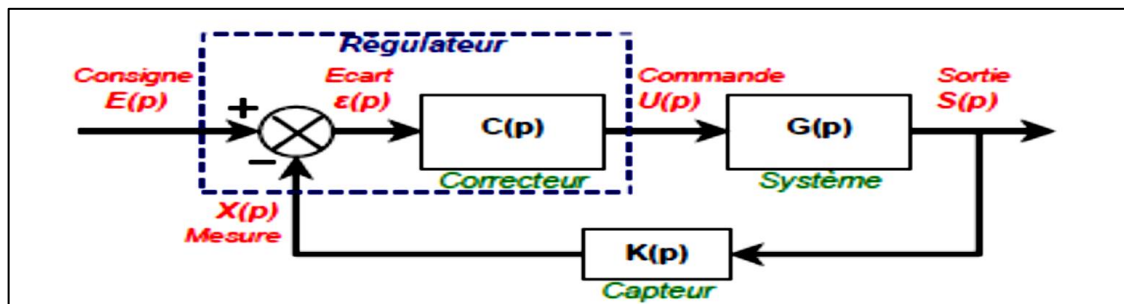 Régulateur
Consigne
E(p)
+
−
Ecart
ε(p)
C(p)
Correcteur
Commande
U(p)
G(p)
Système
Sortie
S(p)
X(p)
Mesure
K(p)
Capteur